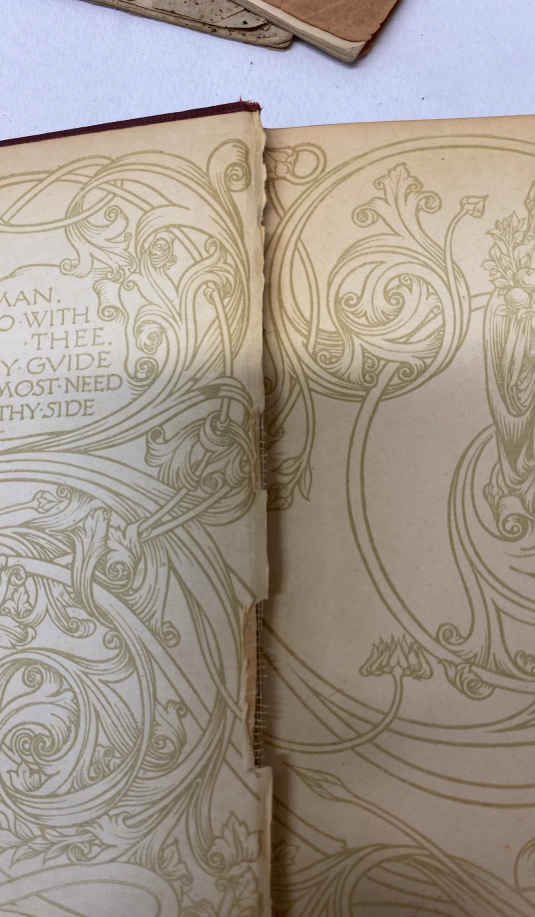 MAN.
O·WITH
·THEE.
Y·GVIDE
MOST·NEED
THY·SIDE